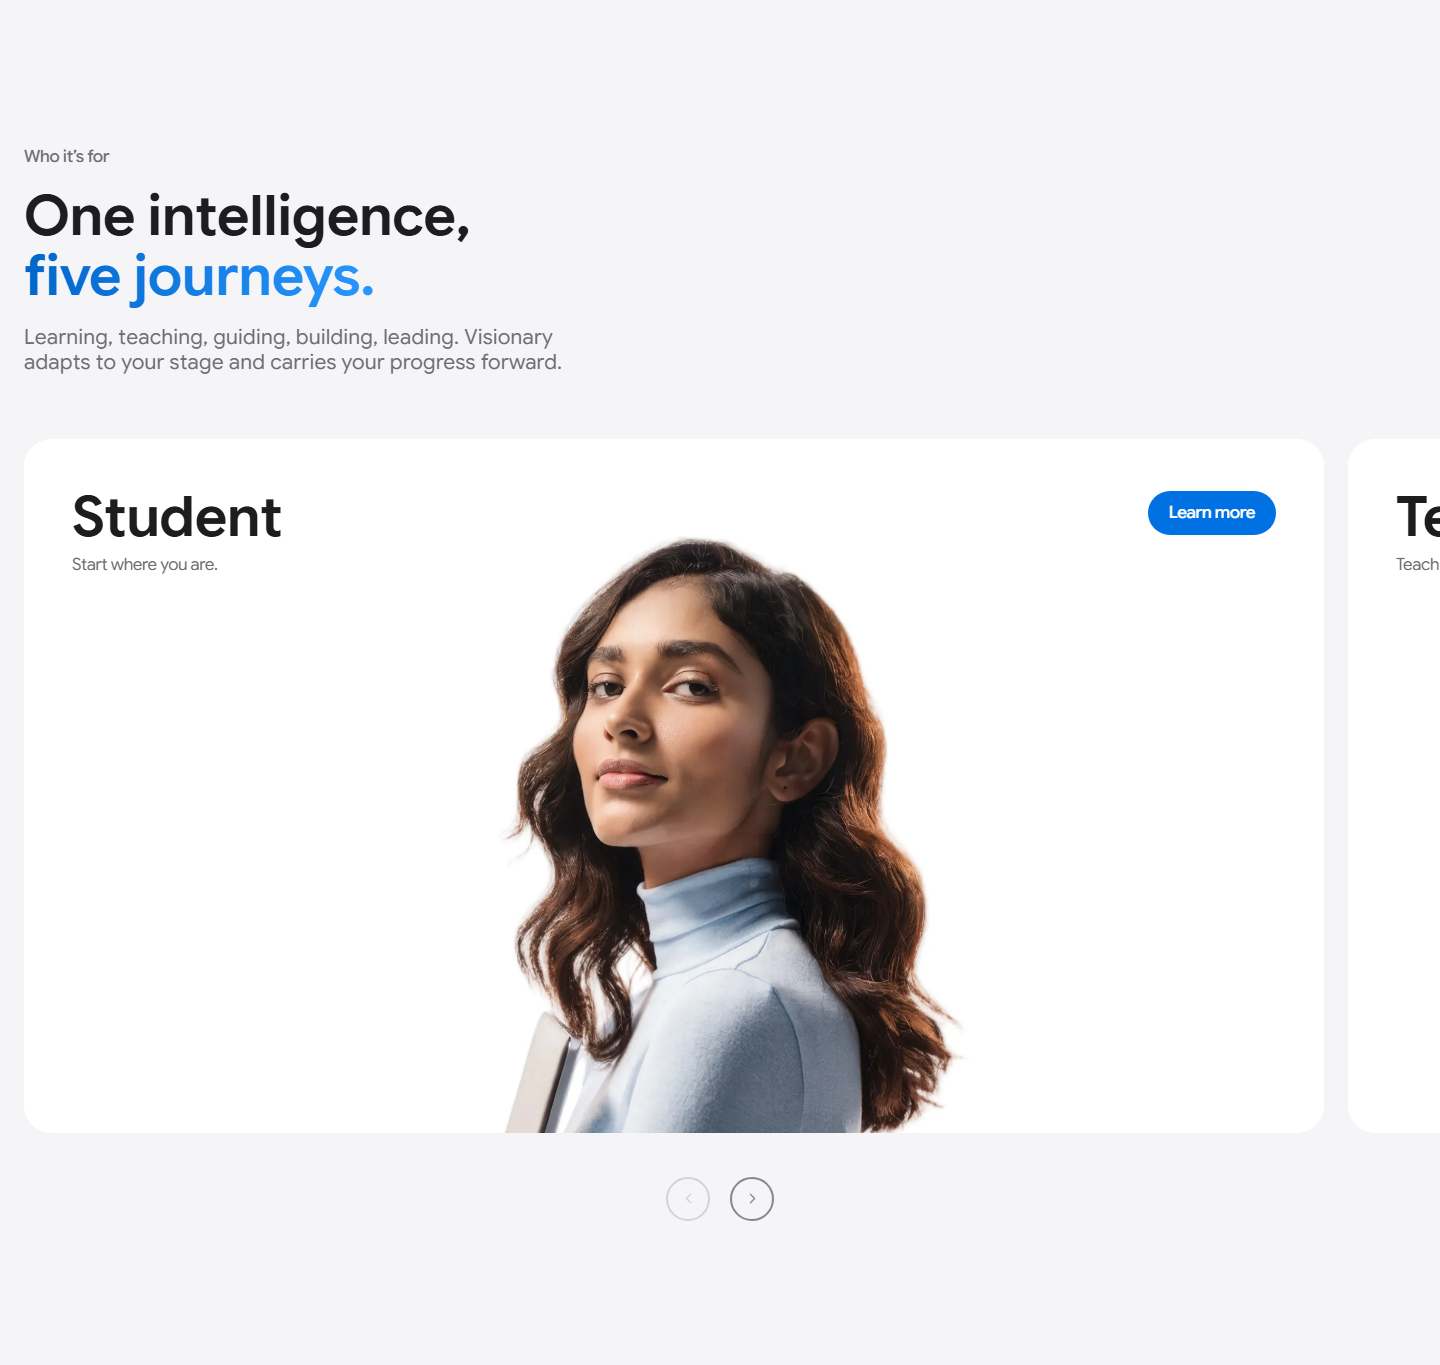 Who it’s for
One intelligence,
five journeys.
Learning, teaching, guiding, building, leading. Visionary
adapts to your stage and carries your progress forward.
Student
Learn more
Start where you are.
Te
Teach